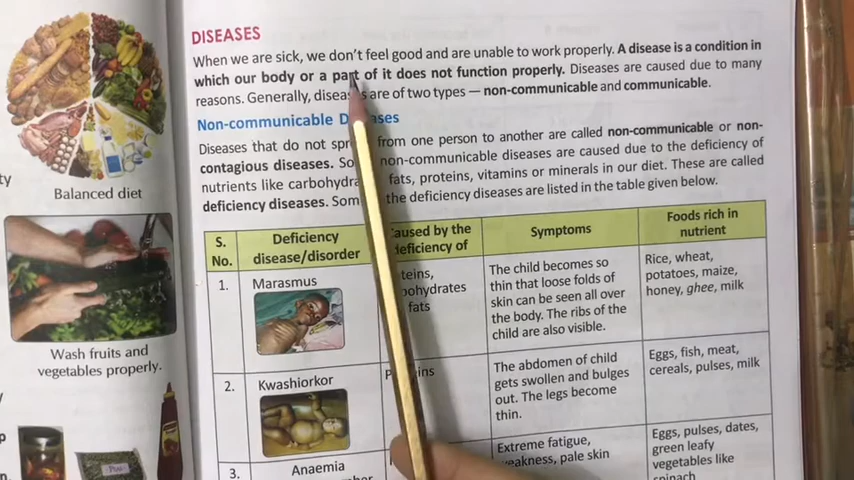 DISEASES
When we are sick, we don't feel good and are unable to work properly. A disease is a condition in
which our body or a part of it does not function properly. Diseases are caused due to many
reasons. Generally, diseases are of two types — non-communicable and communicable.
Non-communicable Diseases
Diseases that do not spr from one person to another are called non-communicable or non-
contagious diseases. So non-communicable diseases are caused due to the deficiency of
nutrients like carbohydra fats, proteins, vitamins or minerals in our diet. These are called
deficiency diseases. Som the deficiency diseases are listed in the table given below.
Balanced diet
Wash fruits and
vegetables properly.
S.
No.
Deficiency
disease/disorder
Caused by the
deficiency of
Symptoms
Foods rich in
nutrient
1.
Marasmus
teins,
bohydrates
fats
The child becomes so
thin that loose folds of
skin can be seen all over
the body. The ribs of the
child are also visible.
Rice, wheat,
potatoes, maize,
honey, ghee, milk
2.
Kwashiorkor
P ins
The abdomen of child
gets swollen and bulges
out. The legs become
thin.
Eggs, fish, meat,
cereals, pulses, milk
3.
Anaemia
Extreme fatigue,
weakness, pale skin
Eggs, pulses, dates,
green leafy
vegetables like
spinach